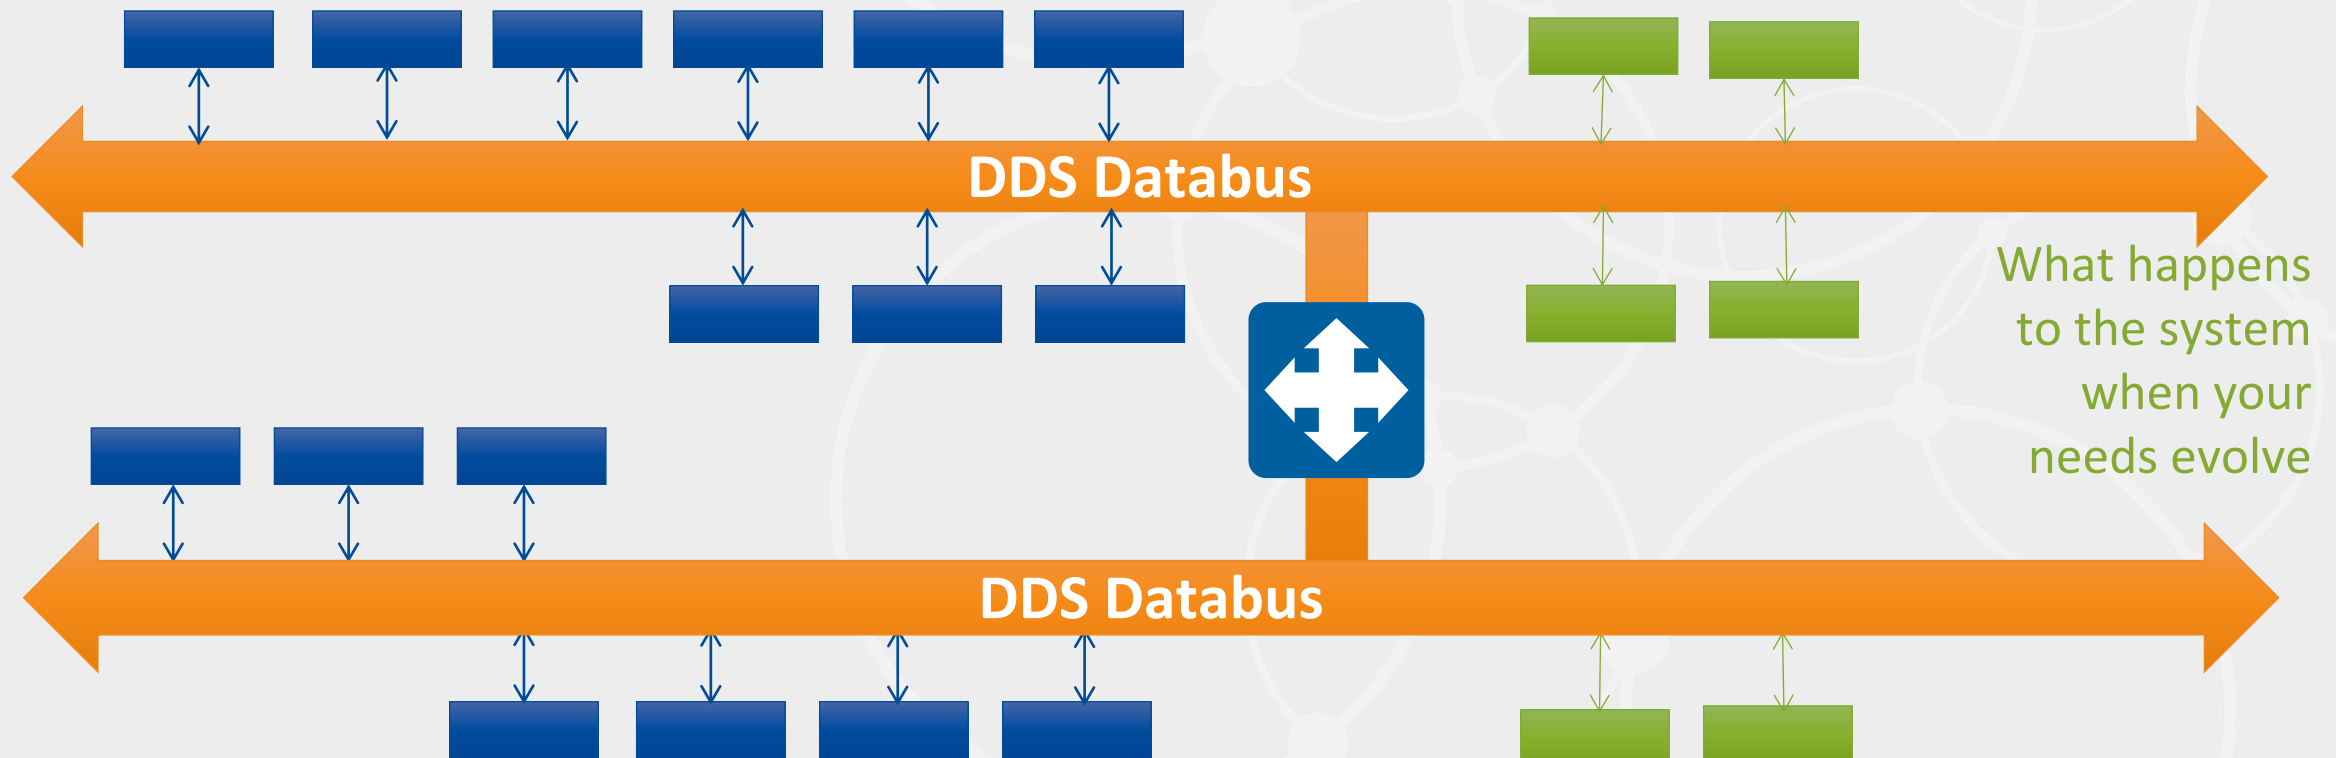 DDS Databus
What happens
to the system
when your
needs evolve
DDS Databus